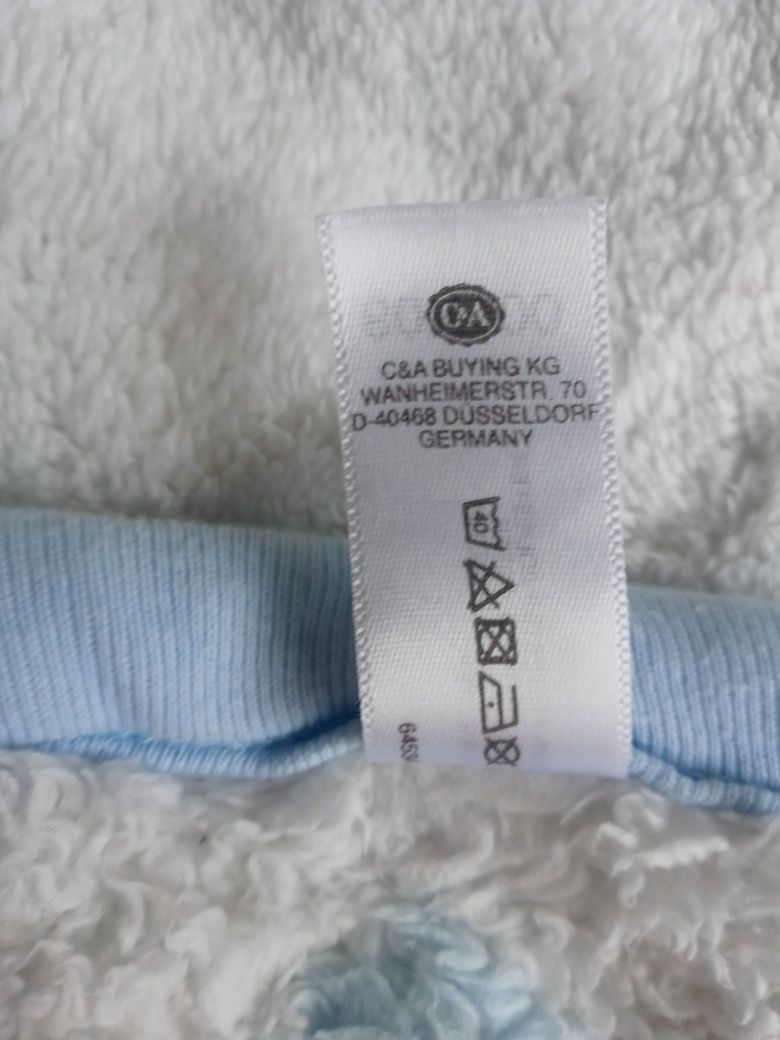 C&A
C&A BUYING KG
WANHEIMERSTR. 70
D-40468 DÜSSELDORF
GERMANY
40